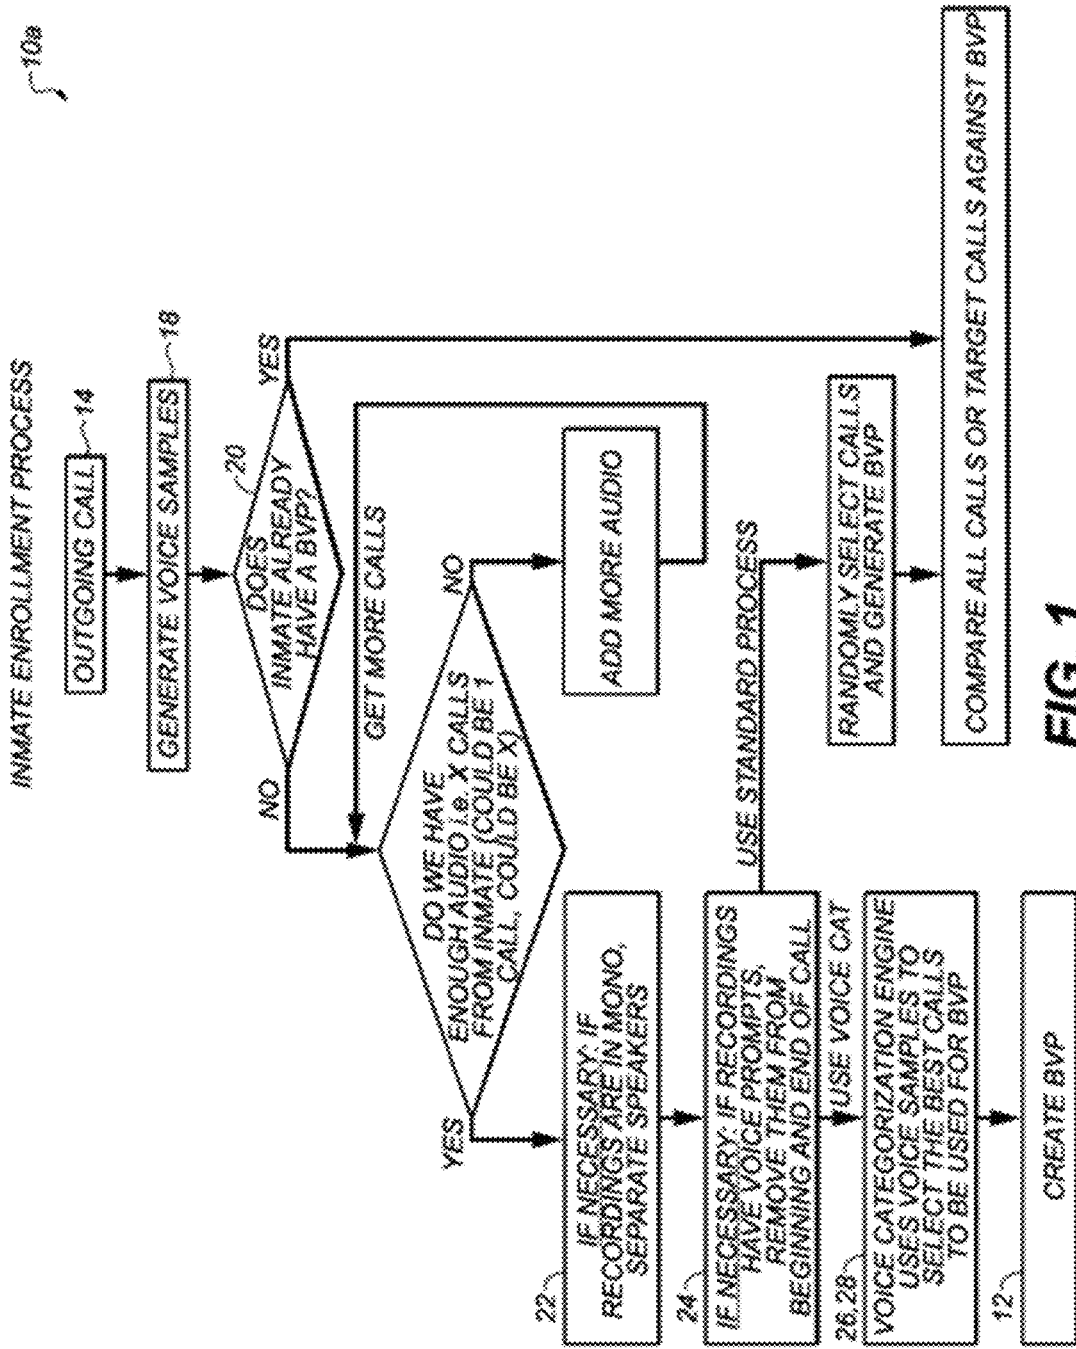 INMATE ENROLLMENT PROCESS
10a
OUTGOING CALL
14
GENERATE VOICE SAMPLES
18
DOES
INMATE ALREADY
HAVE A BVP?
20
NO
YES
GET MORE CALLS
DO WE HAVE
ENOUGH AUDIO i.e. X CALLS
FROM INMATE (COULD BE 1
CALL, COULD BE X)
YES
NO
22
IF NECESSARY: IF
RECORDINGS ARE IN MONO,
SEPARATE SPEAKERS
ADD MORE AUDIO
24
IF NECESSARY: IF RECORDINGS
HAVE VOICE PROMPTS,
REMOVE THEM FROM
BEGINNING AND END OF CALL
USE STANDARD PROCESS
USE VOICE CAT
26,28
VOICE CATEGORIZATION ENGINE
USES VOICE SAMPLES TO
SELECT THE BEST CALLS
TO BE USED FOR BVP
RANDOMLY SELECT CALLS
AND GENERATE BVP
12
CREATE BVP
COMPARE ALL CALLS OR TARGET CALLS AGAINST BVP
FIG. 1